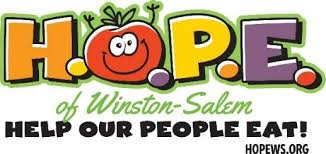 H.O.P.E.
of Winston-Salem
HELP OUR PEOPLE EAT!
HOPEWS.ORG